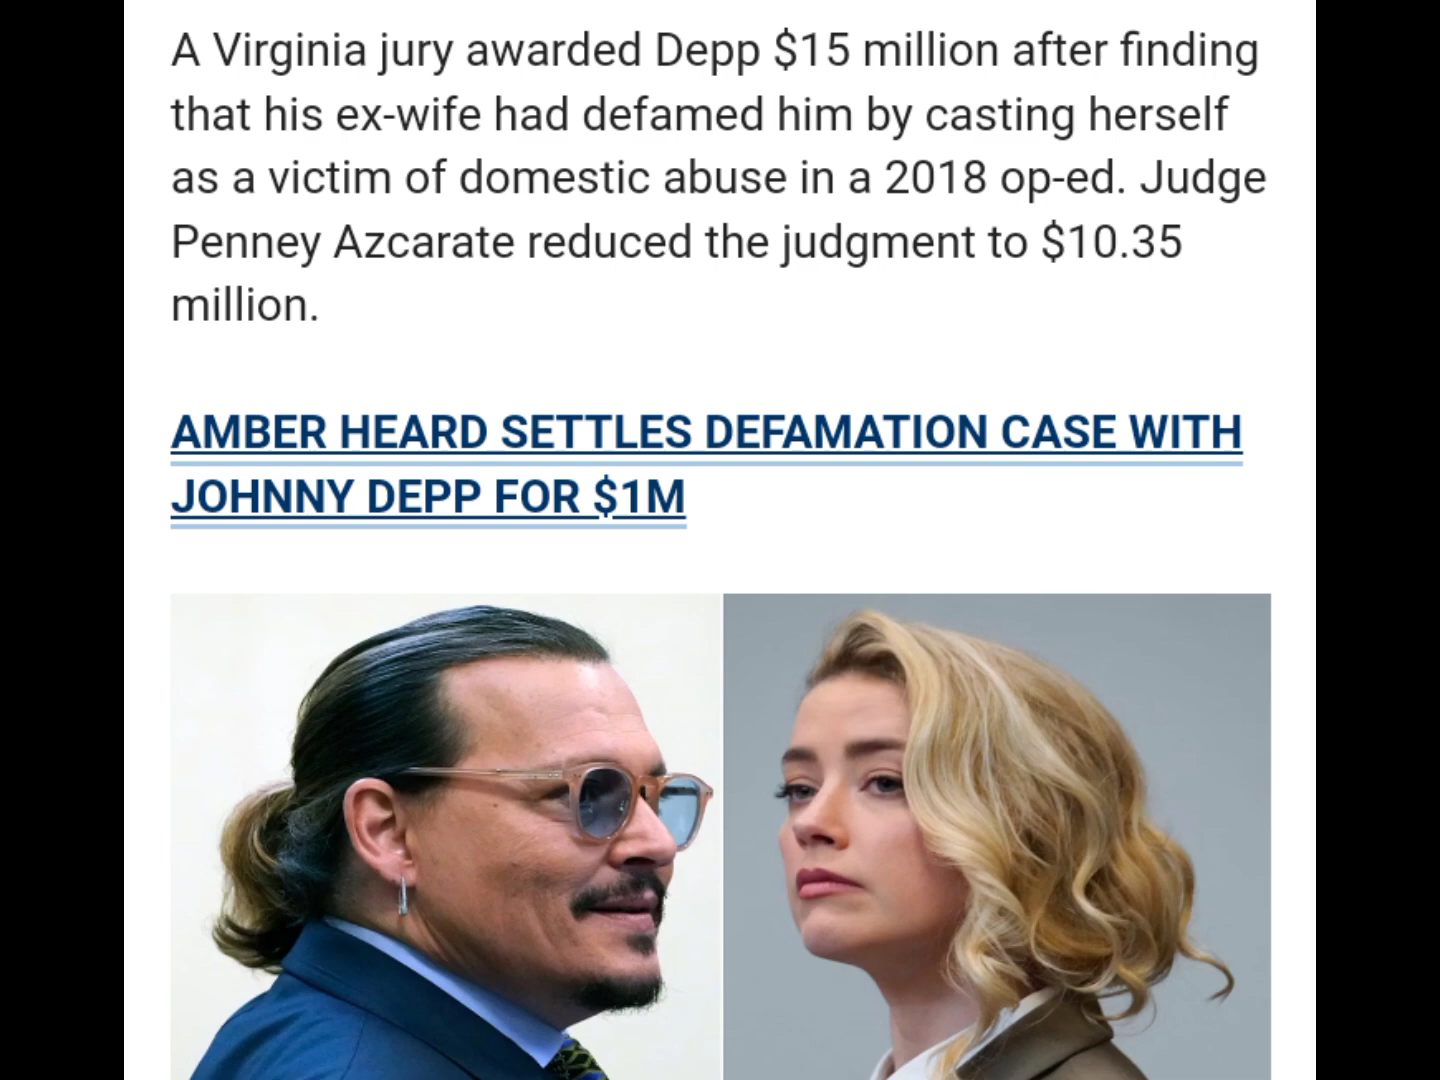 A Virginia jury awarded Depp $15 million after finding
that his ex-wife had defamed him by casting herself
as a victim of domestic abuse in a 2018 op-ed. Judge
Penney Azcarate reduced the judgment to $10.35
million.
AMBER HEARD SETTLES DEFAMATION CASE WITH
JOHNNY DEPP FOR $1M